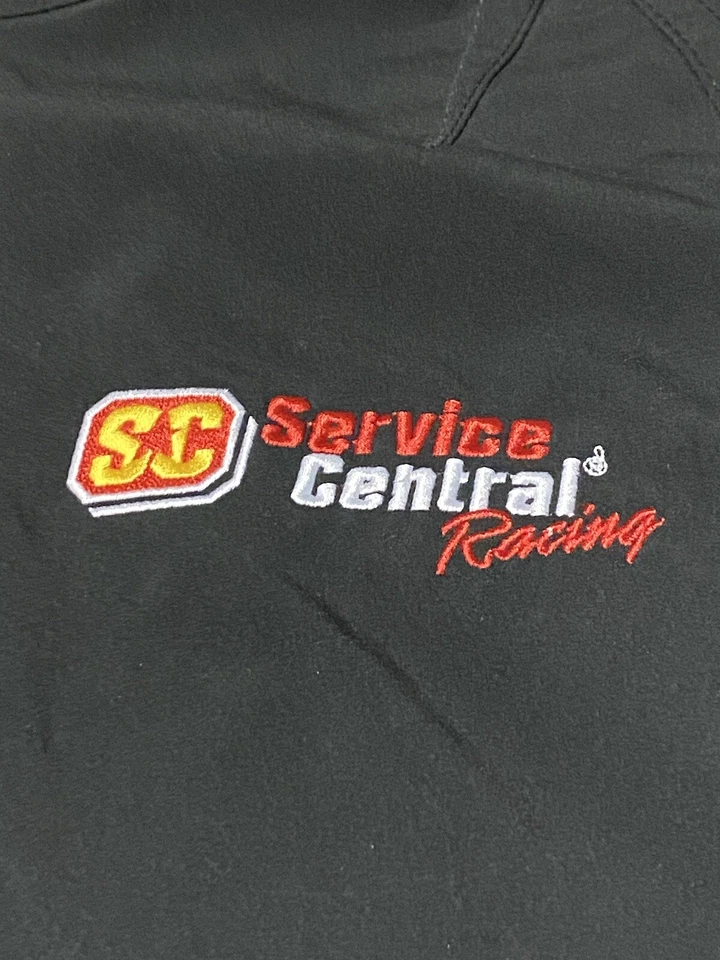 SC
Service
Central®
Racing